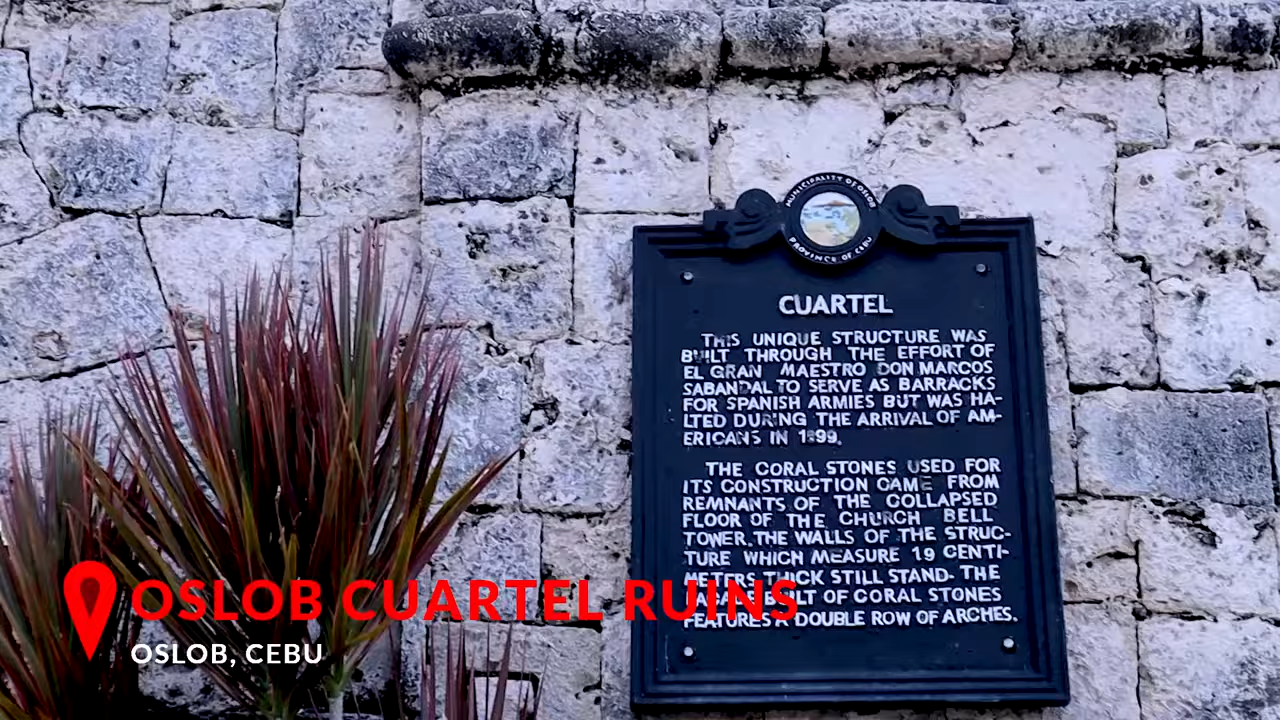 MUNICIPALITY OF OSLOB
PROVINCE OF CEBU
CUARTEL
THIS UNIQUE STRUCTURE WAS
BUILT THROUGH THE EFFORT OF
EL GRAN MAESTRO DON MARCOS
SABANDAL TO SERVE AS BARRACKS
FOR SPANISH ARMIES BUT WAS HA-
LTED DURING THE ARRIVAL OF AM-
ERICANS IN 1899.
THE CORAL STONES USED FOR
ITS CONSTRUCTION CAME FROM
REMNANTS OF THE COLLAPSED
FLOOR OF THE CHURCH BELL
TOWER.THE WALLS OF THE STRUC-
TURE WHICH MEASURE 19 CENTI-
METERS THICK STILL STAND. THE
BUILT OF CORAL STONES
FEATURES A DOUBLE ROW OF ARCHES.
OSLOB CUARTEL RUINS
OSLOB, CEBU